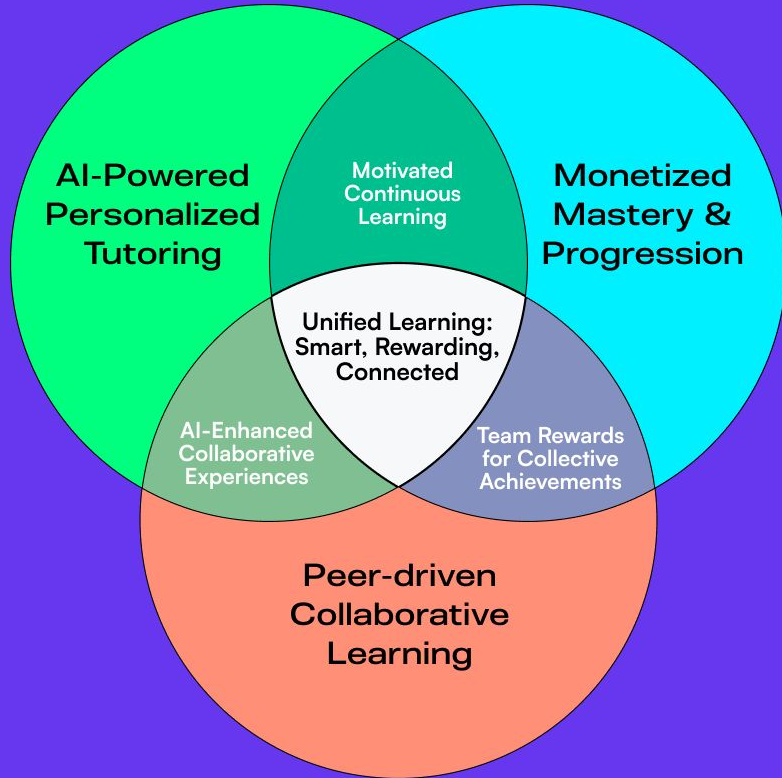 AI-Powered
Personalized
Tutoring
Motivated
Continuous
Learning
Monetized
Mastery &
Progression
Unified Learning:
Smart, Rewarding,
Connected
AI-Enhanced
Collaborative
Experiences
Team Rewards
for Collective
Achievements
Peer-driven
Collaborative
Learning